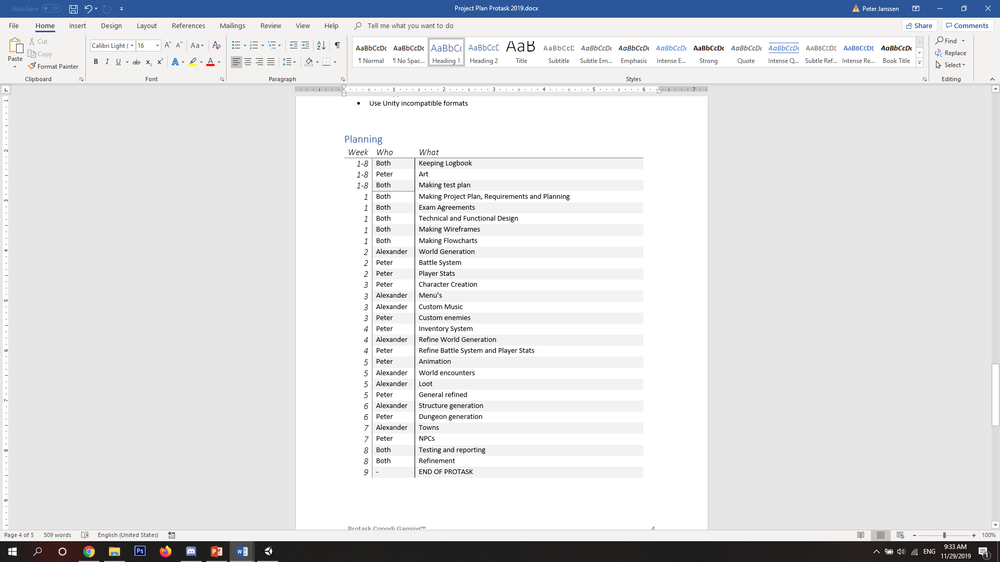 AutoSave Off
Project Plan Protask 2019.docx
Peter Janssen
File Home Insert Design Layout References Mailings Review View Help Tell me what you want to do
Share Comments
Paste
Cut
Copy
Format Painter
Clipboard
Calibri Light ( 16
Font
Paragraph
AaBbCcDc AaBbCcDc AaBbCc AaBbCcE AaB AaBbCcD AaBbCcDc AaBbCcDc AaBbCcDc AaBbCcDc AaBbCcDc AaBbCcDc AABBCCDE AABBCCDE AaBbCcDc
¶ Normal ¶ No Spac... Heading 1 Heading 2 Title Subtitle Subtle Em... Emphasis Intense E... Strong Quote Intense Q... Subtle Ref... Intense Re... Book Title
Styles
Find
Replace
Select
Editing
• Use Unity incompatible formats
Planning
Week Who What
1-8 Both Keeping Logbook
1-8 Peter Art
1-8 Both Making test plan
1 Both Making Project Plan, Requirements and Planning
1 Both Exam Agreements
1 Both Technical and Functional Design
1 Both Making Wireframes
1 Both Making Flowcharts
2 Alexander World Generation
2 Peter Battle System
2 Peter Player Stats
3 Peter Character Creation
3 Alexander Menu’s
3 Alexander Custom Music
3 Peter Custom enemies
4 Peter Inventory System
4 Alexander Refine World Generation
4 Peter Refine Battle System and Player Stats
5 Peter Animation
5 Alexander World encounters
5 Alexander Loot
5 Peter General refined
6 Alexander Structure generation
6 Peter Dungeon generation
7 Alexander Towns
7 Peter NPCs
8 Both Testing and reporting
8 Both Refinement
9 - END OF PROTASK
Protask Copodi Gaming™ 4
Page 4 of 5 509 words English (United States) 100%
ENG
9:33 AM
11/29/2019
1